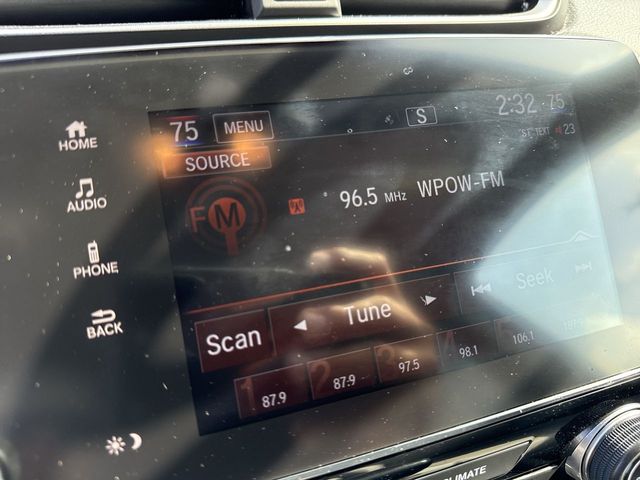 75 MENU S 2:32 75
SOURCE TEXT 23
HOME
AUDIO
PHONE
BACK
FM 96.5 MHz WPOW-FM
Scan Tune Seek
1 87.9
2 87.9
3 97.5
4 98.1
106.1
CLIMATE